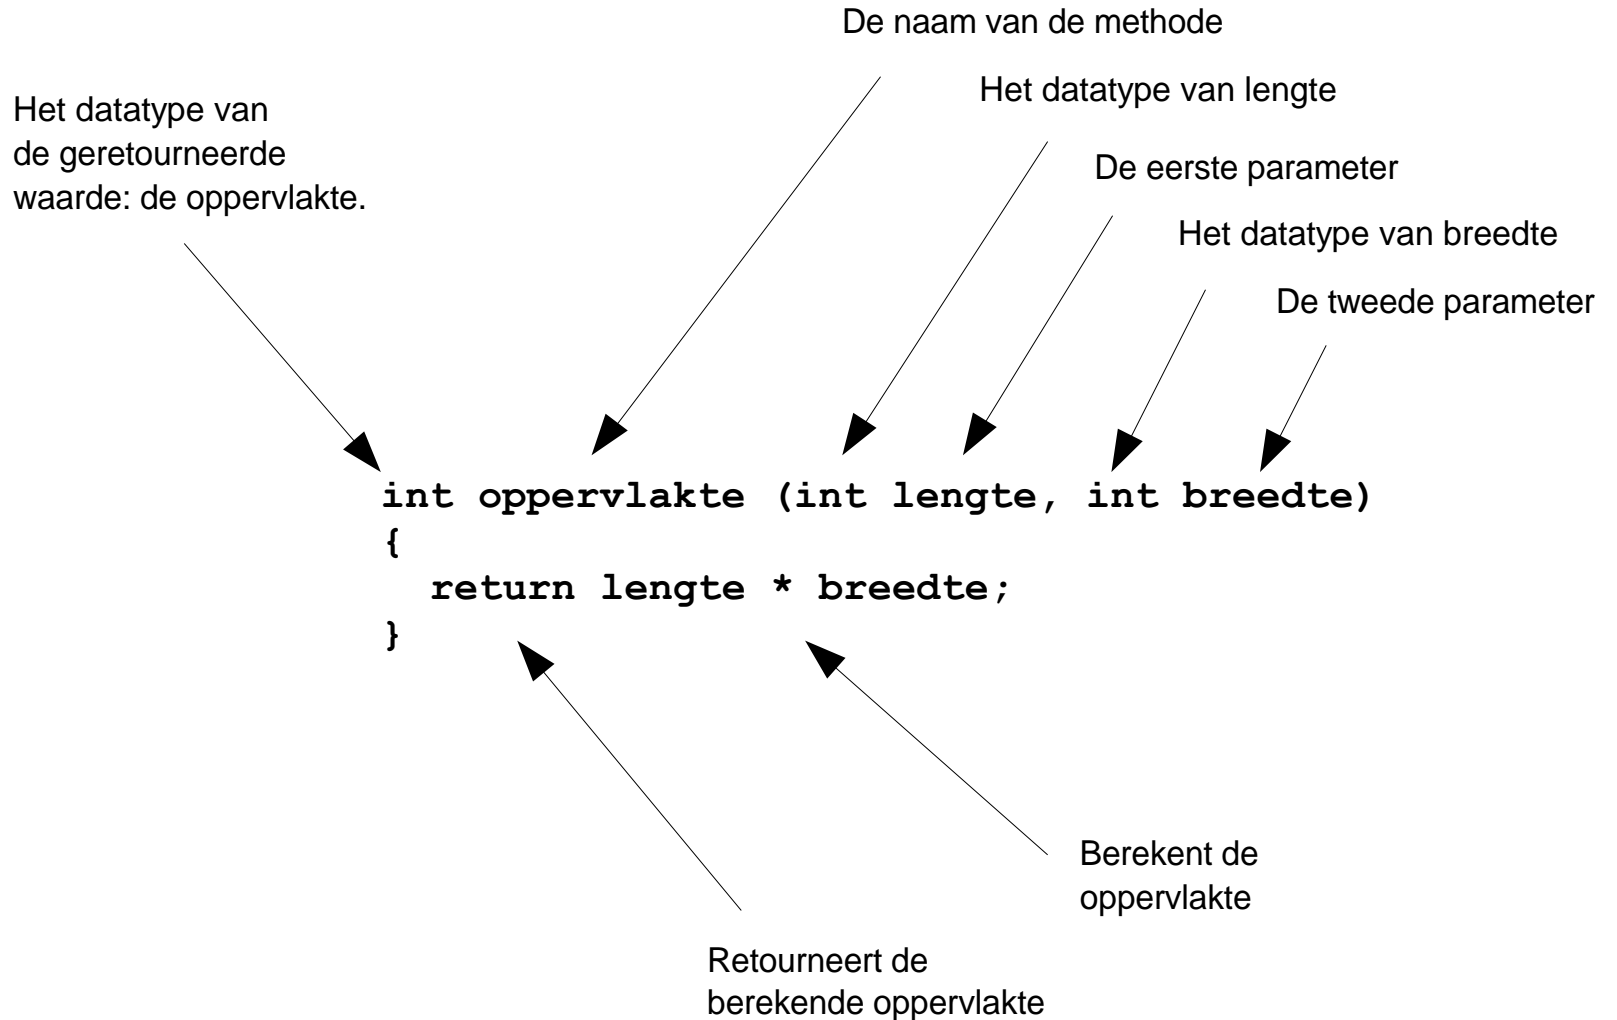 De naam van de methode
Het datatype van lengte
Het datatype van
de geretourneerde
waarde: de oppervlakte.
De eerste parameter
Het datatype van breedte
De tweede parameter
int oppervlakte (int lengte, int breedte)
{
return lengte * breedte;
}
Berekent de
oppervlakte
Retourneert de
berekende oppervlakte